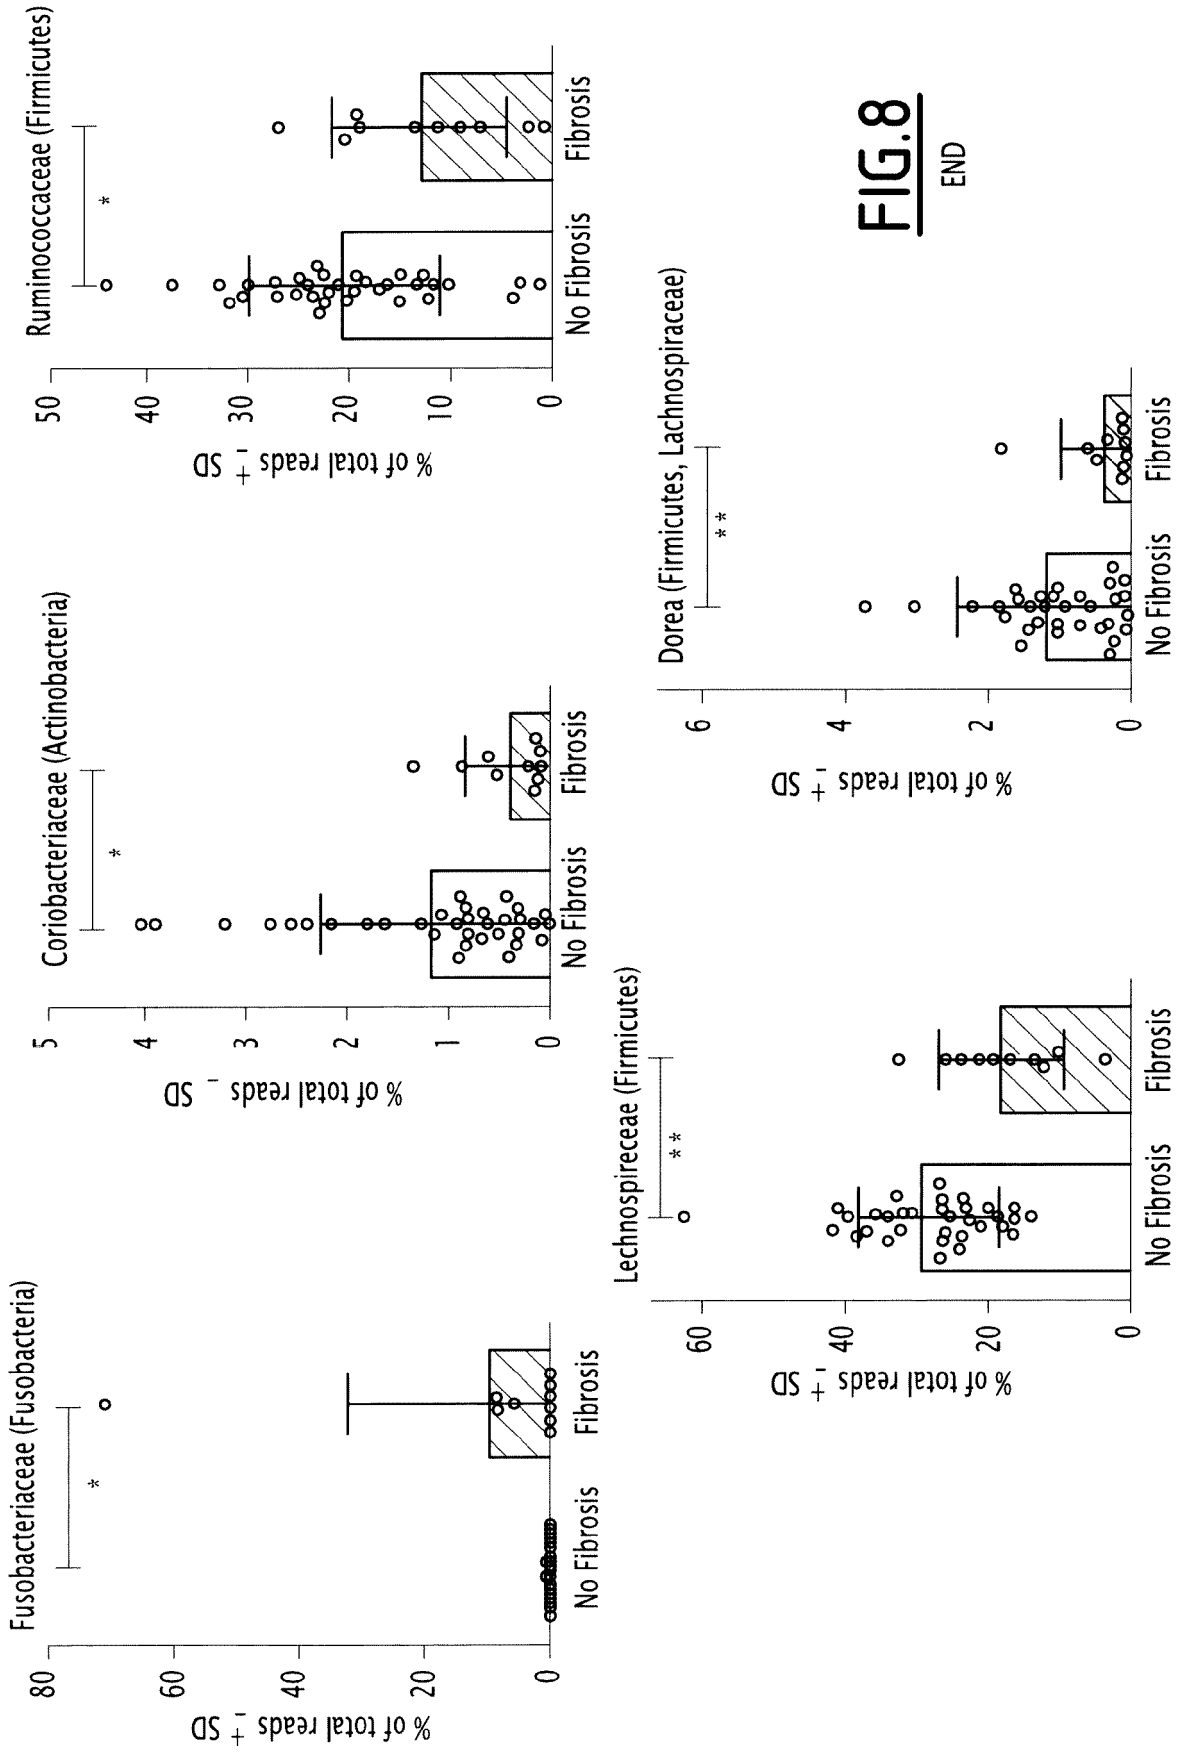 Fusobacteriaceae (Fusobacteria)
% of total reads ± SD
80
60
40
20
0
*
No Fibrosis
Fibrosis
Coriobacteriaceae (Actinobacteria)
% of total reads _ SD
5
4
3
2
1
0
*
No Fibrosis
Fibrosis
Ruminococcaceae (Firmicutes)
% of total reads ± SD
50
40
30
20
10
0
*
No Fibrosis
Fibrosis
Lechnospireceae (Firmicutes)
% of total reads ± SD
60
40
20
0
**
No Fibrosis
Fibrosis
Dorea (Firmicutes, Lachnospiraceae)
% of total reads ± SD
6
4
2
0
**
No Fibrosis
Fibrosis
FIG.8
END